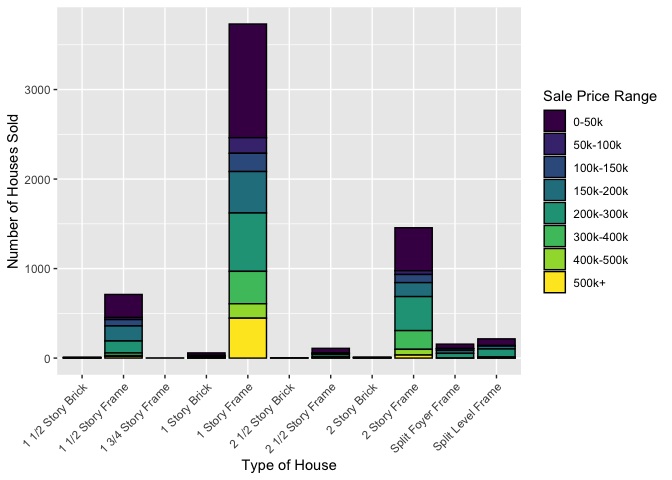 Number of Houses Sold
3000
2000
1000
0
1 1/2 Story Brick
1 1/2 Story Frame
1 3/4 Story Frame
1 Story Brick
1 Story Frame
2 1/2 Story Brick
2 1/2 Story Frame
2 Story Brick
2 Story Frame
Split Foyer Frame
Split Level Frame
Type of House
Sale Price Range
0-50k
50k-100k
100k-150k
150k-200k
200k-300k
300k-400k
400k-500k
500k+